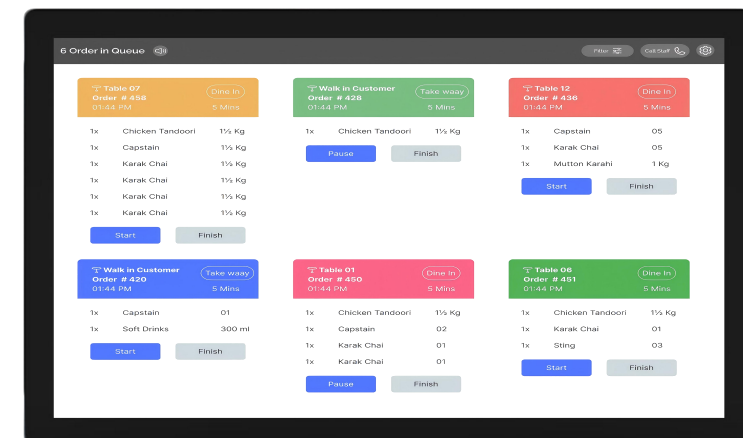 6 Order in Queue
Filter
Call Staff
Table 07
Dine In
Order # 458
01:44 PM 5 Mins
1x Chicken Tandoori 1½ Kg
1x Capstain 1½ Kg
1x Karak Chai 1½ Kg
1x Karak Chai 1½ Kg
1x Karak Chai 1½ Kg
1x Karak Chai 1½ Kg
Start Finish
Walk in Customer
Take waay
Order # 428
01:44 PM 5 Mins
1x Chicken Tandoori 1½ Kg
Pause Finish
Table 12
Dine In
Order # 436
01:44 PM 5 Mins
1x Capstain 05
1x Karak Chai 05
1x Mutton Karahi 1 Kg
Start Finish
Walk in Customer
Take waay
Order # 420
01:44 PM 5 Mins
1x Capstain 01
1x Soft Drinks 300 ml
Start Finish
Table 01
Dine In
Order # 450
01:44 PM 5 Mins
1x Chicken Tandoori 1½ Kg
1x Capstain 02
1x Karak Chai 01
1x Karak Chai 01
Pause Finish
Table 06
Dine In
Order # 451
01:44 PM 5 Mins
1x Chicken Tandoori 1½ Kg
1x Karak Chai 01
1x Sting 03
Start Finish